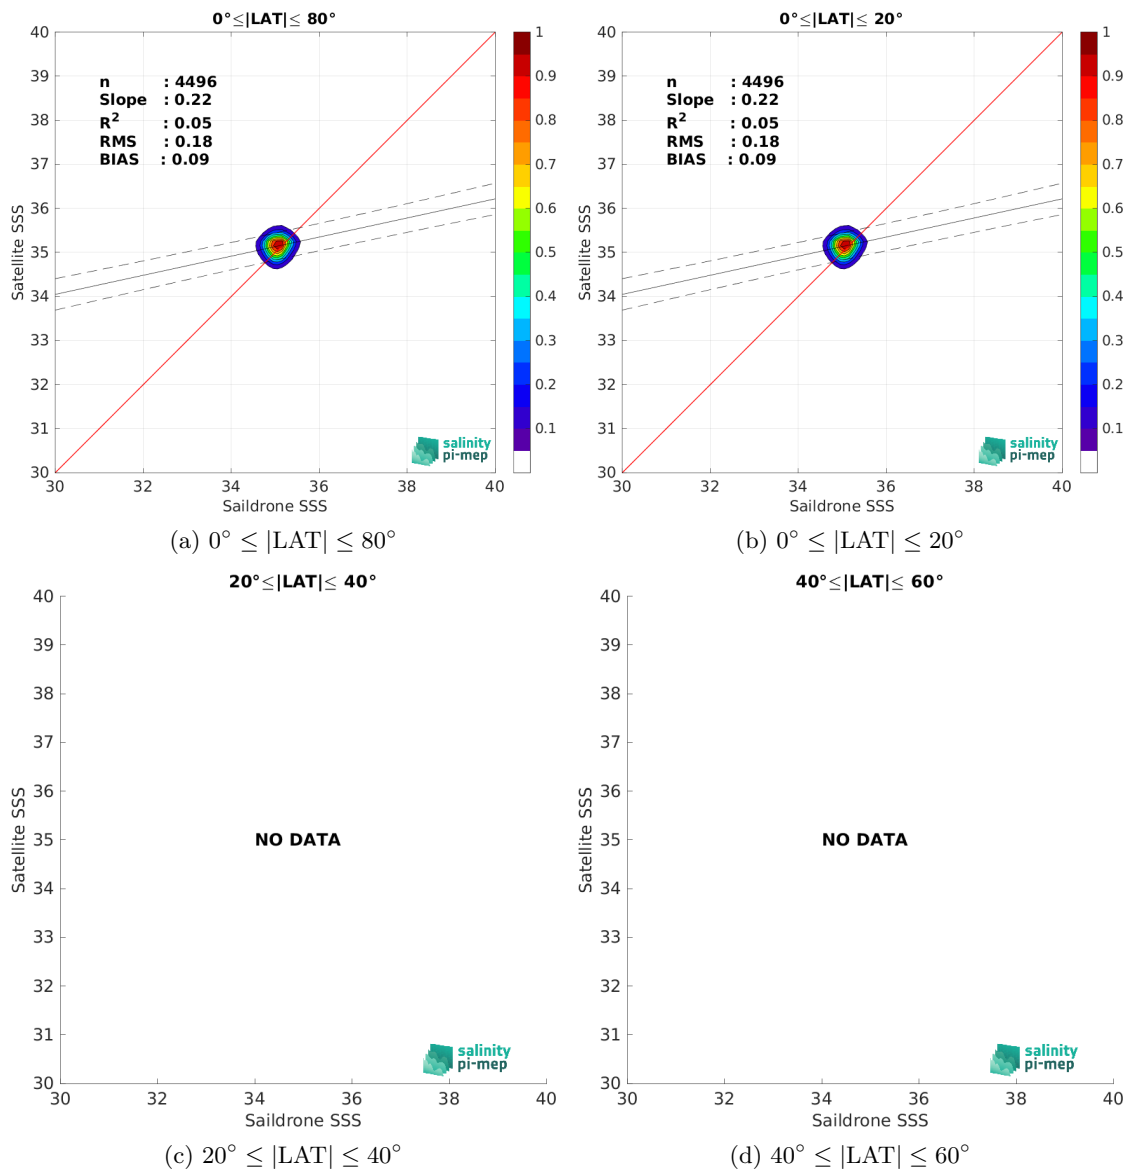 0°≤|LAT|≤ 80°
40
39
38
37
36
35
34
33
32
31
30
Satellite SSS
n : 4496
Slope : 0.22
R² : 0.05
RMS : 0.18
BIAS : 0.09
salinity
pi-mep
30 32 34 36 38 40
Saildrone SSS
1
0.9
0.8
0.7
0.6
0.5
0.4
0.3
0.2
0.1
(a) 0° ≤ |LAT| ≤ 80°
0°≤|LAT|≤ 20°
40
39
38
37
36
35
34
33
32
31
30
Satellite SSS
n : 4496
Slope : 0.22
R² : 0.05
RMS : 0.18
BIAS : 0.09
salinity
pi-mep
30 32 34 36 38 40
Saildrone SSS
1
0.9
0.8
0.7
0.6
0.5
0.4
0.3
0.2
0.1
(b) 0° ≤ |LAT| ≤ 20°
20°≤|LAT|≤ 40°
40
39
38
37
36
35
34
33
32
31
30
Satellite SSS
NO DATA
salinity
pi-mep
30 32 34 36 38 40
Saildrone SSS
(c) 20° ≤ |LAT| ≤ 40°
40°≤|LAT|≤ 60°
40
39
38
37
36
35
34
33
32
31
30
Satellite SSS
NO DATA
salinity
pi-mep
30 32 34 36 38 40
Saildrone SSS
(d) 40° ≤ |LAT| ≤ 60°